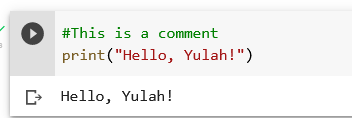 #This is a comment
print("Hello, Yulah!")
Hello, Yulah!